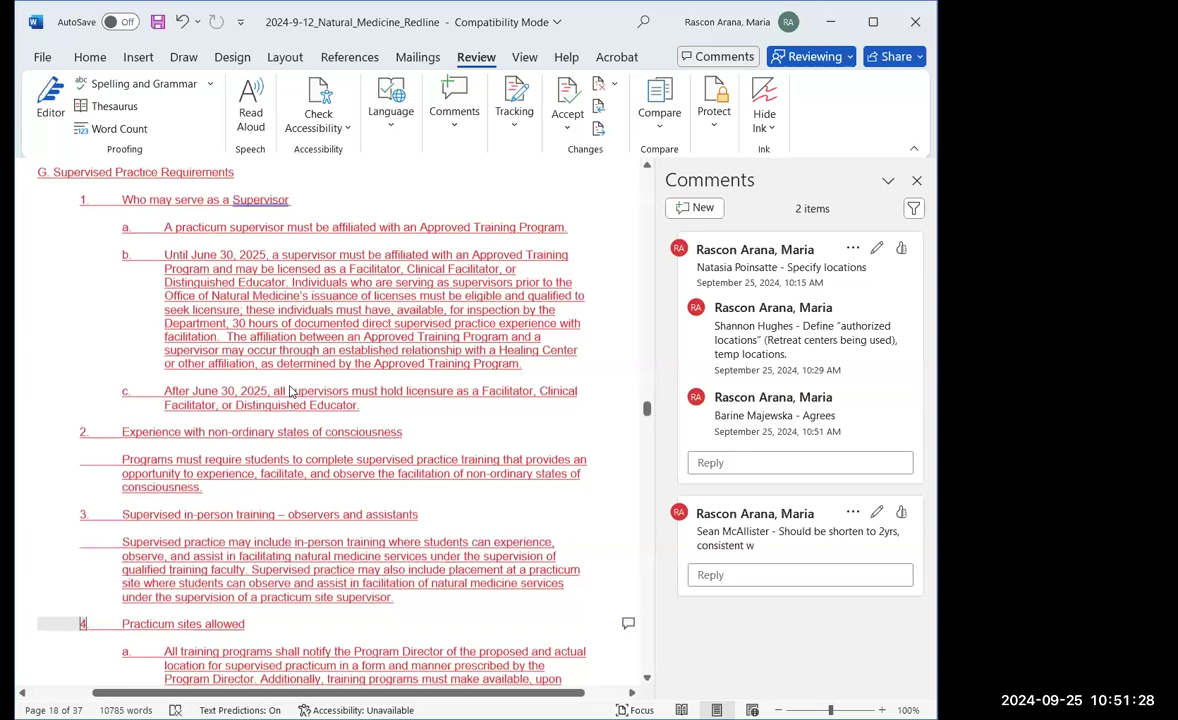 AutoSave Off 2024-9-12_Natural_Medicine_Redline - Compatibility Mode Rascon Arana, Maria RA
File Home Insert Draw Design Layout References Mailings Review View Help Acrobat Comments Reviewing Share
Editor
Spelling and Grammar
Thesaurus
Word Count
Proofing
Read
Aloud
Speech
Check
Accessibility
Accessibility
Language
Comments
Tracking
Accept
Changes
Compare
Compare
Protect
Hide
Ink
Ink
G. Supervised Practice Requirements
1. Who may serve as a Supervisor
a. A practicum supervisor must be affiliated with an Approved Training Program.
b. Until June 30, 2025, a supervisor must be affiliated with an Approved Training
Program and may be licensed as a Facilitator, Clinical Facilitator, or
Distinguished Educator. Individuals who are serving as supervisors prior to the
Office of Natural Medicine's issuance of licenses must be eligible and qualified to
seek licensure; these individuals must have, available, for inspection by the
Department, 30 hours of documented direct supervised practice experience with
facilitation. The affiliation between an Approved Training Program and a
supervisor may occur through an established relationship with a Healing Center
or other affiliation, as determined by the Approved Training Program.
c. After June 30, 2025, all supervisors must hold licensure as a Facilitator, Clinical
Facilitator, or Distinguished Educator.
2. Experience with non-ordinary states of consciousness
Programs must require students to complete supervised practice training that provides an
opportunity to experience, facilitate, and observe the facilitation of non-ordinary states of
consciousness.
3. Supervised in-person training – observers and assistants
Supervised practice may include in-person training where students can experience,
observe, and assist in facilitating natural medicine services under the supervision of
qualified training faculty. Supervised practice may also include placement at a practicum
site where students can observe and assist in facilitation of natural medicine services
under the supervision of a practicum site supervisor.
4. Practicum sites allowed
a. All training programs shall notify the Program Director of the proposed and actual
location for supervised practicum in a form and manner prescribed by the
Program Director. Additionally, training programs must make available, upon
Comments
New 2 items
RA Rascon Arana, Maria
Natasia Poinsatte - Specify locations
September 25, 2024, 10:15 AM
RA Rascon Arana, Maria
Shannon Hughes - Define "authorized
locations" (Retreat centers being used),
temp locations.
September 25, 2024, 10:29 AM
RA Rascon Arana, Maria
Barine Majewska - Agrees
September 25, 2024, 10:51 AM
Reply
RA Rascon Arana, Maria
Sean McAllister - Should be shorten to 2yrs,
consistent w
Reply
Page 18 of 37 10785 words Text Predictions: On Accessibility: Unavailable Focus 100%
2024-09-25 10:51:28